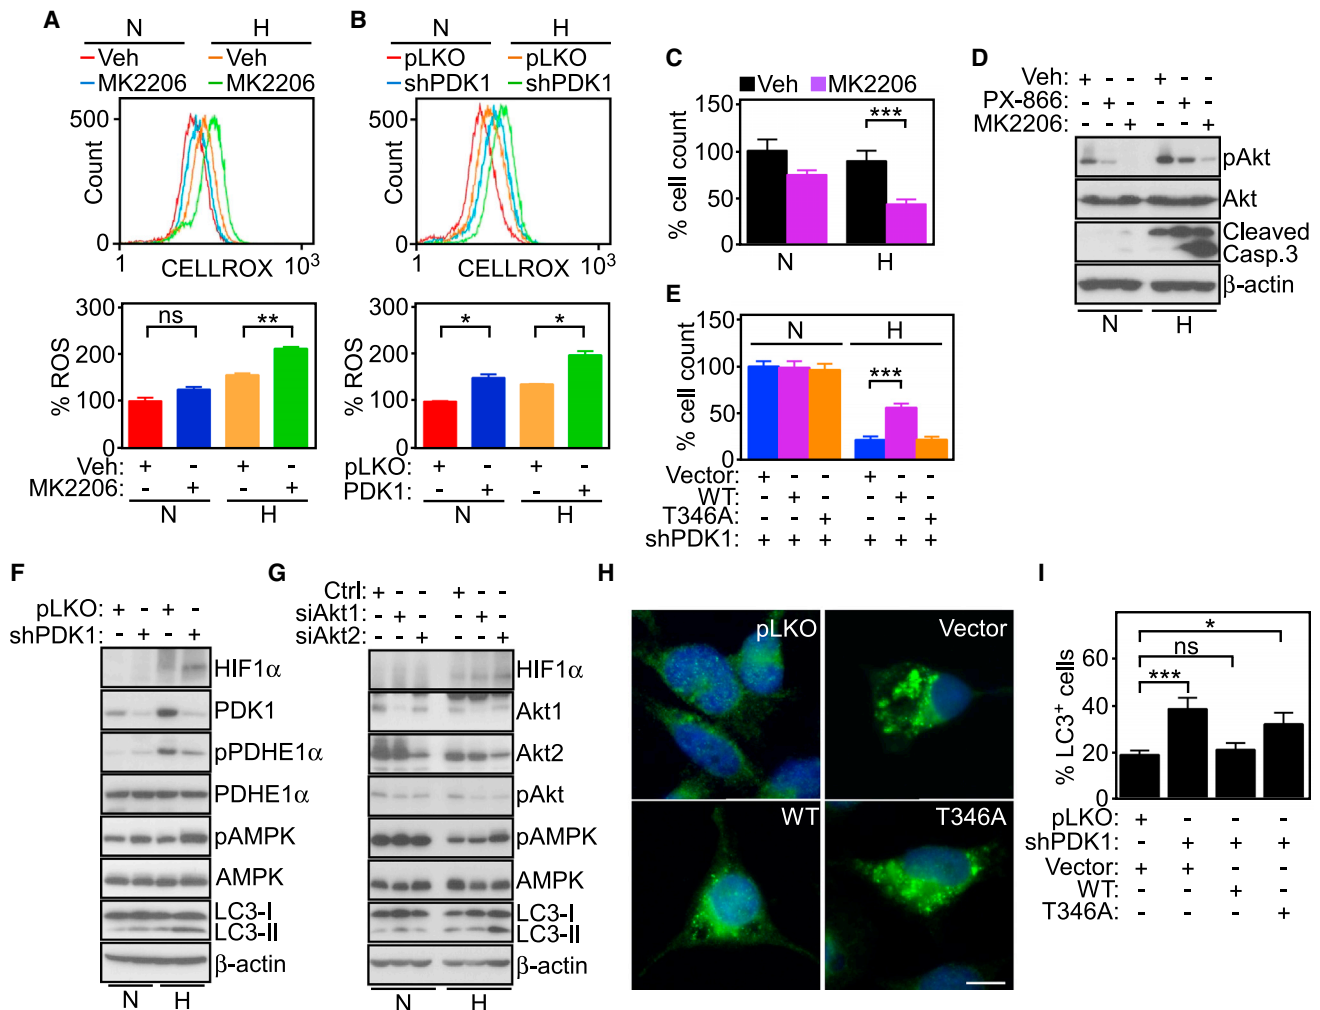 A
N H
Veh Veh
MK2206 MK2206
500
Count
0
1 CELLROX 10³
300
200
100
0
% ROS
ns **
Veh: + - + -
MK2206: - + - +
N H
B
N H
pLKO pLKO
shPDK1 shPDK1
500
Count
0
1 CELLROX 10³
300
200
100
0
% ROS
* *
pLKO: + - + -
PDK1: - + - +
N H
C
Veh MK2206
150
100
50
0
% cell count
***
N H
D
Veh: + - - + - -
PX-866: - + - - + -
MK2206: - - + - - +
pAkt
Akt
Cleaved
Casp.3
β-actin
N H
E
150
100
50
0
% cell count
N H
***
Vector: + - - + - -
WT: - + - - + -
T346A: - - + - - +
shPDK1: + + + + + +
F
pLKO: + - + -
shPDK1: - + - +
HIF1α
PDK1
pPDHE1α
PDHE1α
pAMPK
AMPK
LC3-I
LC3-II
β-actin
N H
G
Ctrl: + - - + - -
siAkt1: - + - - + -
siAkt2: - - + - - +
HIF1α
Akt1
Akt2
pAkt
pAMPK
AMPK
LC3-I
LC3-II
β-actin
N H
H
pLKO Vector
WT T346A
I
60
40
20
0
% LC3⁺ cells
*
ns
***
pLKO: + - - -
shPDK1: - + + +
Vector: + + - -
WT: - - + -
T346A: - - - +